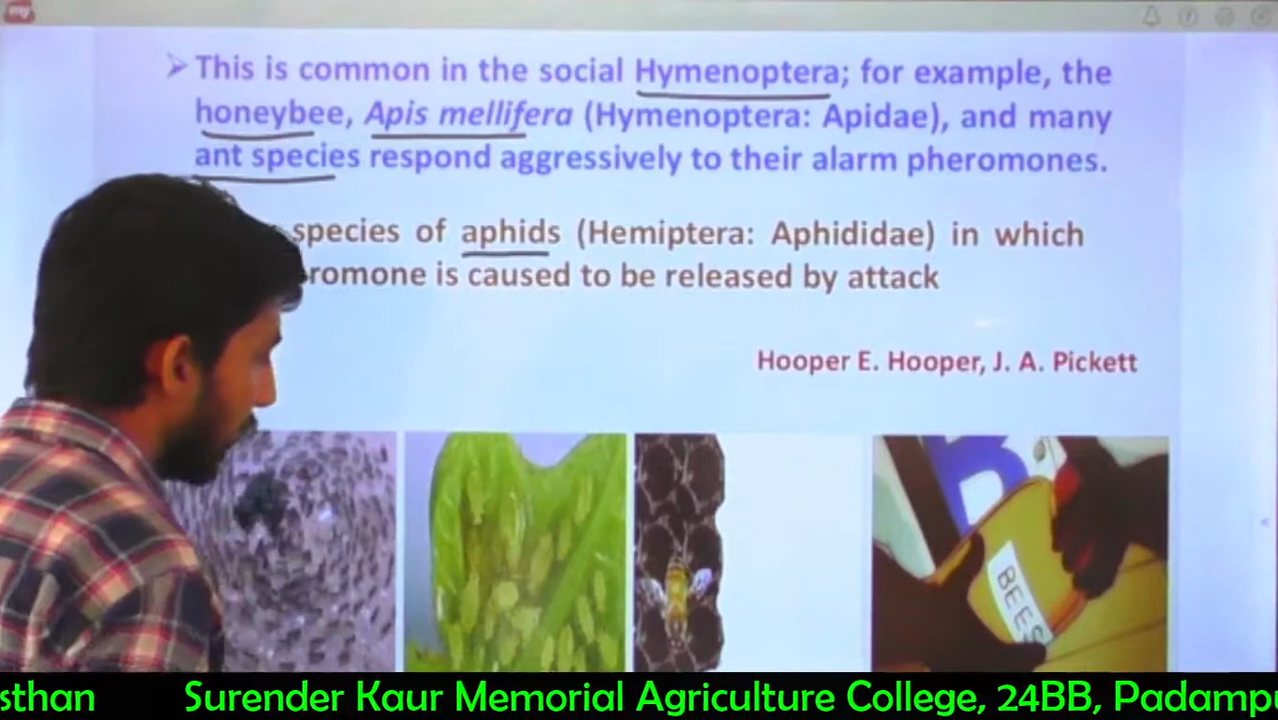 my
➤ This is common in the social Hymenoptera; for example, the
honeybee, Apis mellifera (Hymenoptera: Apidae), and many
ant species respond aggressively to their alarm pheromones.
species of aphids (Hemiptera: Aphididae) in which
romone is caused to be released by attack
Hooper E. Hooper, J. A. Pickett
BEES
sthan Surender Kaur Memorial Agriculture College, 24BB, Padampu